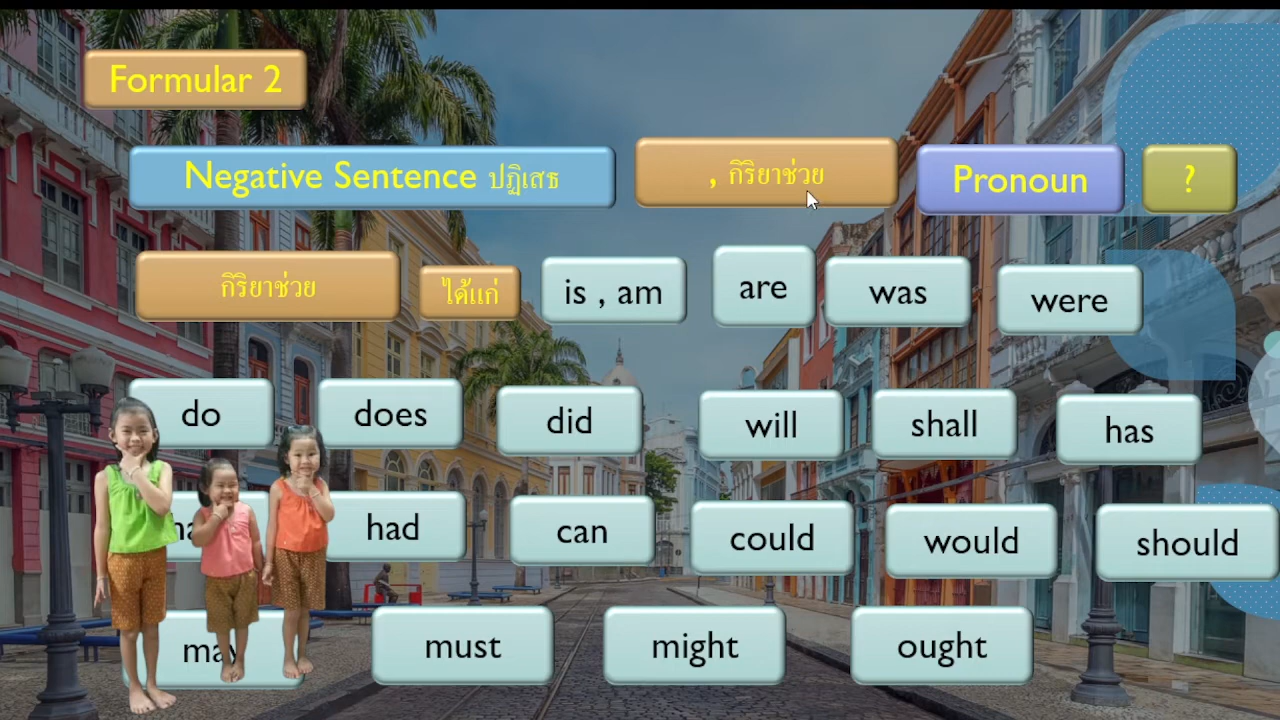 Formular 2
Negative Sentence ปฏิเสธ , กิริยาช่วย Pronoun ?
กิริยาช่วย ได้แก่ is , am are was were
do does did will shall has
had can could would should
may must might ought